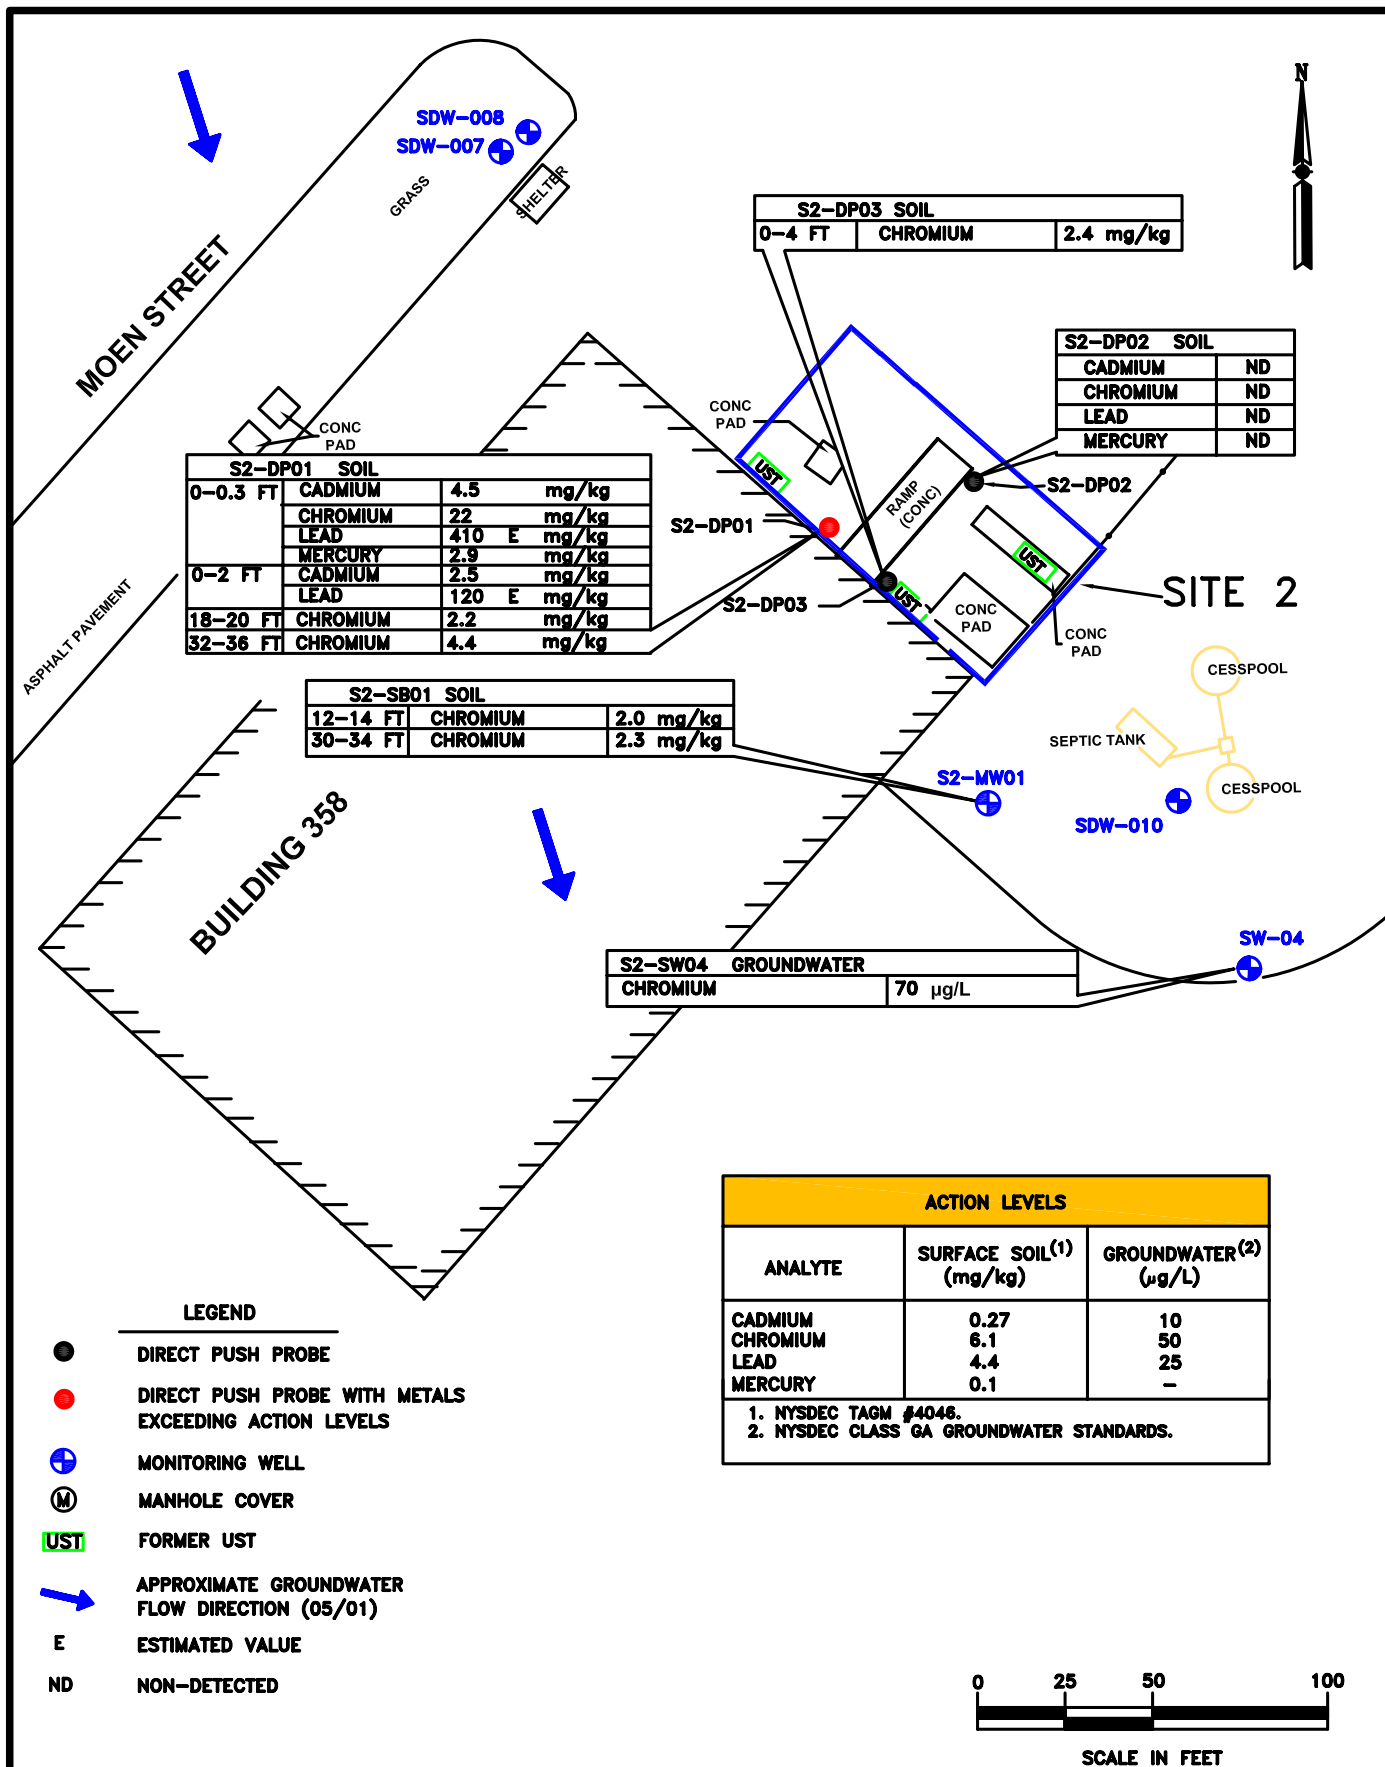 N
SDW-008
SDW-007
GRASS
SHELTER
MOEN STREET
S2-DP03 SOIL
0-4 FT CHROMIUM 2.4 mg/kg
S2-DP02 SOIL
CADMIUM ND
CHROMIUM ND
LEAD ND
MERCURY ND
CONC
PAD
CONC
PAD
UST
RAMP
(CONC)
S2-DP02
S2-DP01 SOIL
0-0.3 FT CADMIUM 4.5 mg/kg
CHROMIUM 22 mg/kg
LEAD 410 E mg/kg
MERCURY 2.9 mg/kg
0-2 FT CADMIUM 2.5 mg/kg
LEAD 120 E mg/kg
18-20 FT CHROMIUM 2.2 mg/kg
32-36 FT CHROMIUM 4.4 mg/kg
S2-DP01
UST
SITE 2
S2-DP03
UST
CONC
PAD
CONC
PAD
ASPHALT PAVEMENT
CESSPOOL
SEPTIC TANK
CESSPOOL
S2-SB01 SOIL
12-14 FT CHROMIUM 2.0 mg/kg
30-34 FT CHROMIUM 2.3 mg/kg
S2-MW01
SDW-010
BUILDING 358
SW-04
S2-SW04 GROUNDWATER
CHROMIUM 70 µg/L
ACTION LEVELS
ANALYTE SURFACE SOIL(1) (mg/kg) GROUNDWATER(2) (µg/L)
CADMIUM 0.27 10
CHROMIUM 6.1 50
LEAD 4.4 25
MERCURY 0.1 –
1. NYSDEC TAGM #4046.
2. NYSDEC CLASS GA GROUNDWATER STANDARDS.
LEGEND
DIRECT PUSH PROBE
DIRECT PUSH PROBE WITH METALS
EXCEEDING ACTION LEVELS
MONITORING WELL
M MANHOLE COVER
UST FORMER UST
APPROXIMATE GROUNDWATER
FLOW DIRECTION (05/01)
E ESTIMATED VALUE
ND NON-DETECTED
0 25 50 100
SCALE IN FEET